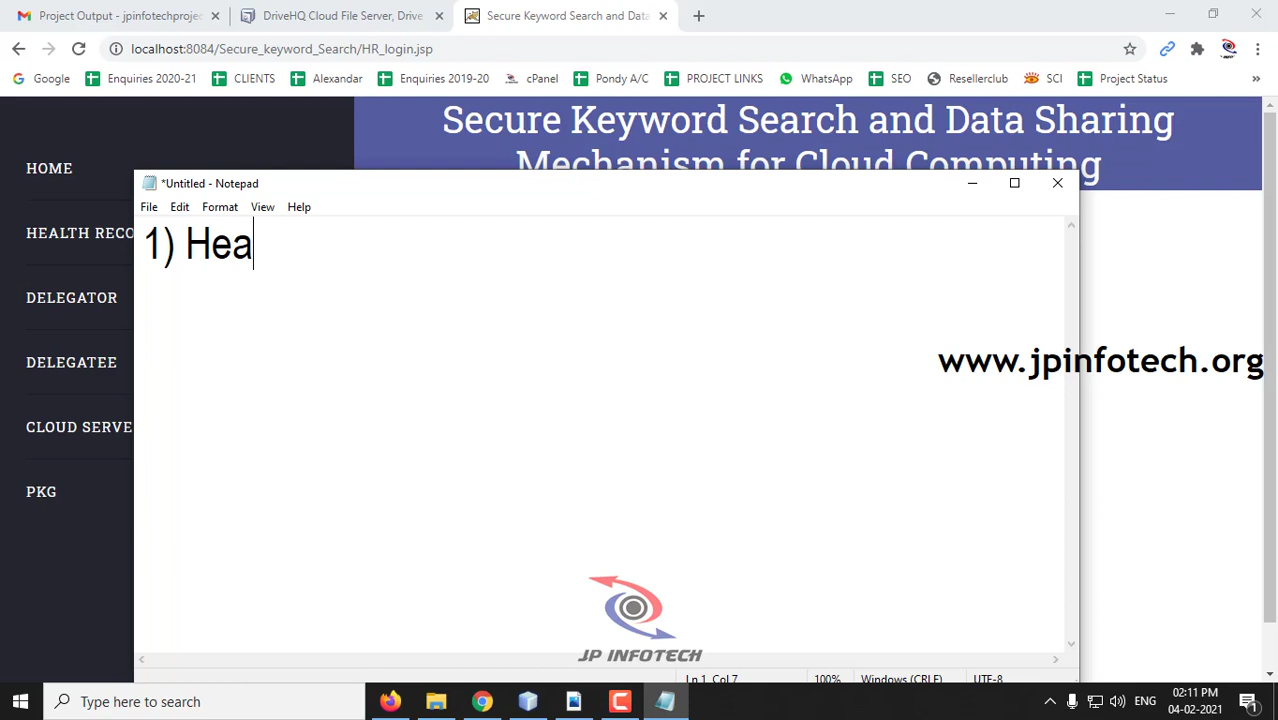 Project Output - jpinfotechproje
DriveHQ Cloud File Server, Drive
Secure Keyword Search and Data
localhost:8084/Secure_keyword_Search/HR_login.jsp
Google
Enquiries 2020-21
CLIENTS
Alexandar
Enquiries 2019-20
cPanel
Pondy A/C
PROJECT LINKS
WhatsApp
SEO
Resellerclub
SCI
Project Status
»
Secure Keyword Search and Data Sharing
Mechanism for Cloud Computing
HOME
HEALTH RECO
DELEGATOR
DELEGATEE
CLOUD SERVE
PKG
*Untitled - Notepad
File Edit Format View Help
1) Hea
www.jpinfotech.org
JP INFOTECH
Ln 1, Col 7
100%
Windows (CRLF)
UTF-8
Type here to search
ENG
02:11 PM
04-02-2021
1